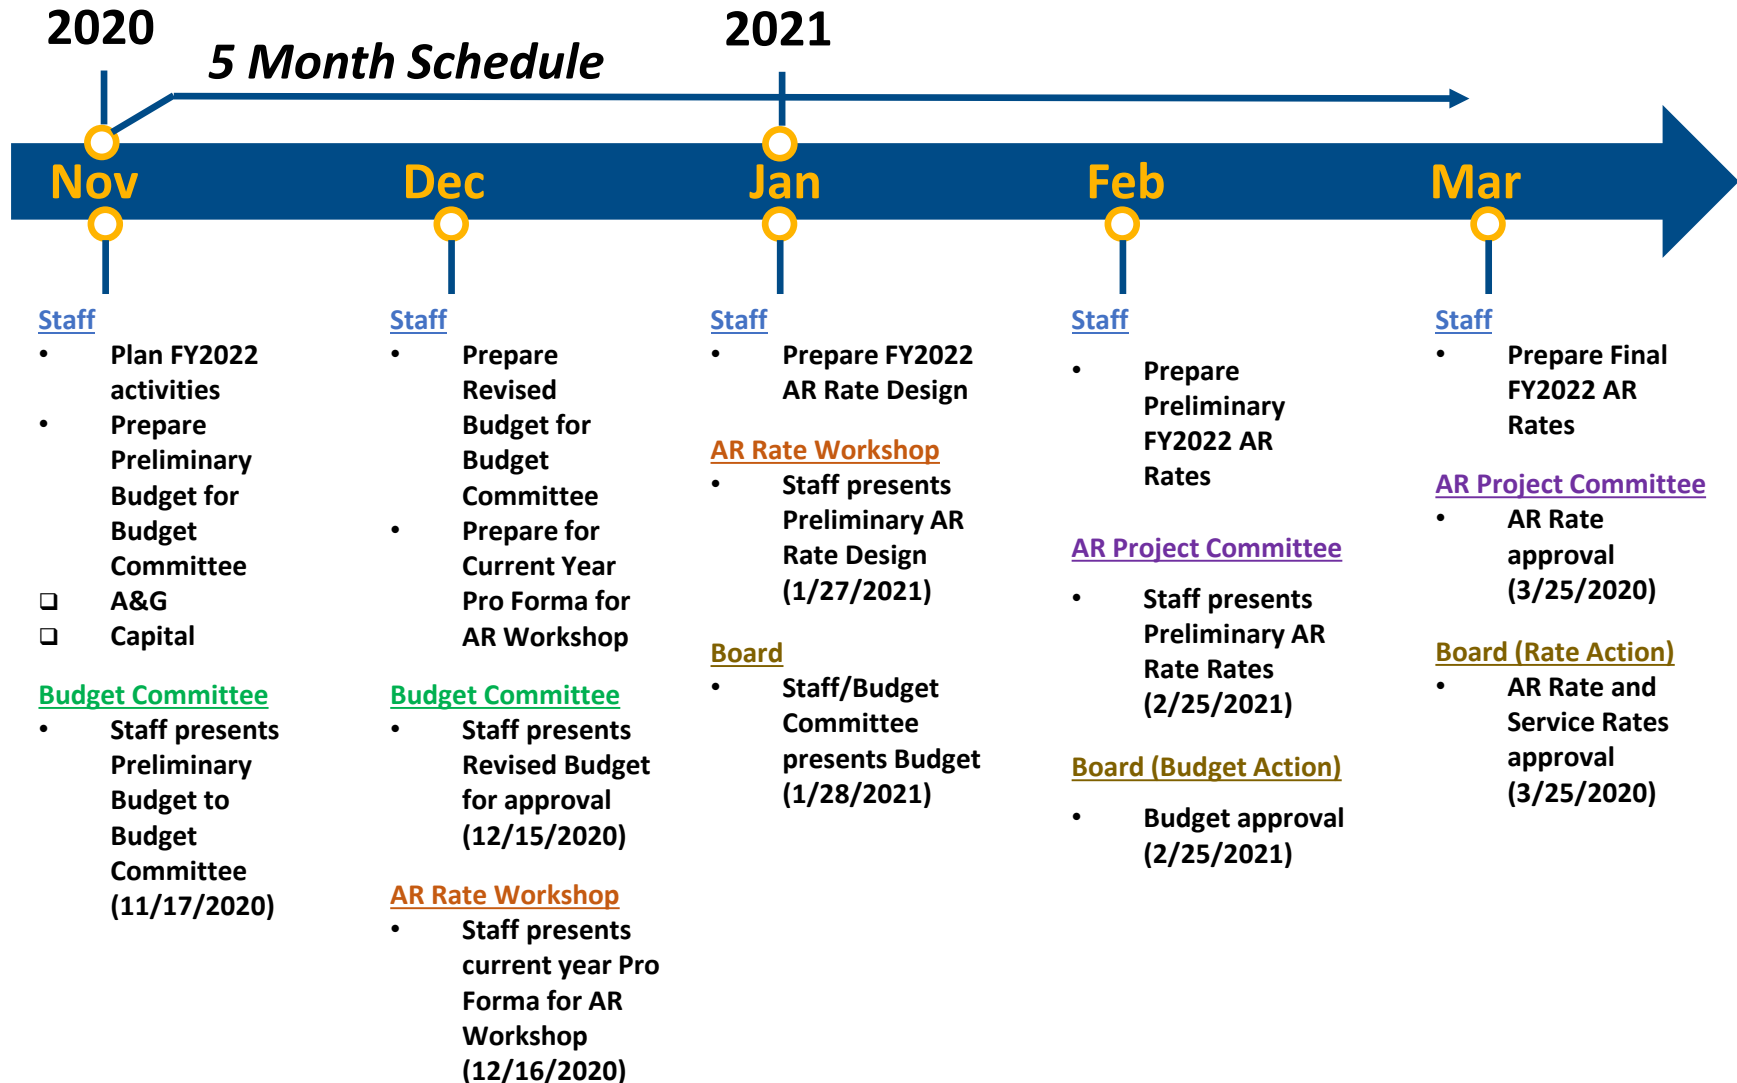 2020
2021
5 Month Schedule
Nov
Dec
Jan
Feb
Mar
Staff
• Plan FY2022
activities
• Prepare
Preliminary
Budget for
Budget
Committee
❑ A&G
❑ Capital
Budget Committee
• Staff presents
Preliminary
Budget to
Budget
Committee
(11/17/2020)
Staff
• Prepare
Revised
Budget for
Budget
Committee
• Prepare for
Current Year
Pro Forma for
AR Workshop
Budget Committee
• Staff presents
Revised Budget
for approval
(12/15/2020)
AR Rate Workshop
• Staff presents
current year Pro
Forma for AR
Workshop
(12/16/2020)
Staff
• Prepare FY2022
AR Rate Design
AR Rate Workshop
• Staff presents
Preliminary AR
Rate Design
(1/27/2021)
Board
• Staff/Budget
Committee
presents Budget
(1/28/2021)
Staff
• Prepare
Preliminary
FY2022 AR
Rates
AR Project Committee
• Staff presents
Preliminary AR
Rate Rates
(2/25/2021)
Board (Budget Action)
• Budget approval
(2/25/2021)
Staff
• Prepare Final
FY2022 AR
Rates
AR Project Committee
• AR Rate
approval
(3/25/2020)
Board (Rate Action)
• AR Rate and
Service Rates
approval
(3/25/2020)